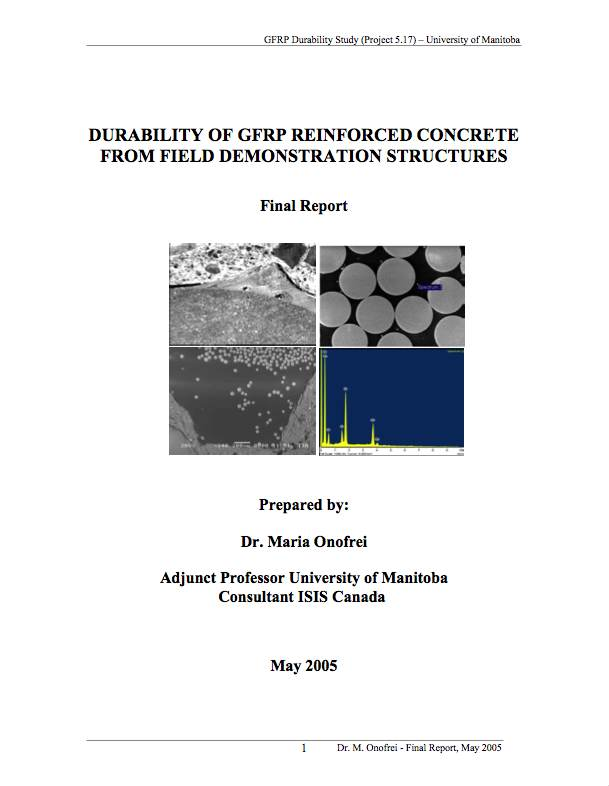 GFRP Durability Study (Project 5.17) – University of Manitoba
DURABILITY OF GFRP REINFORCED CONCRETE
FROM FIELD DEMONSTRATION STRUCTURES
Final Report
Prepared by:
Dr. Maria Onofrei
Adjunct Professor University of Manitoba
Consultant ISIS Canada
May 2005
1 Dr. M. Onofrei - Final Report, May 2005